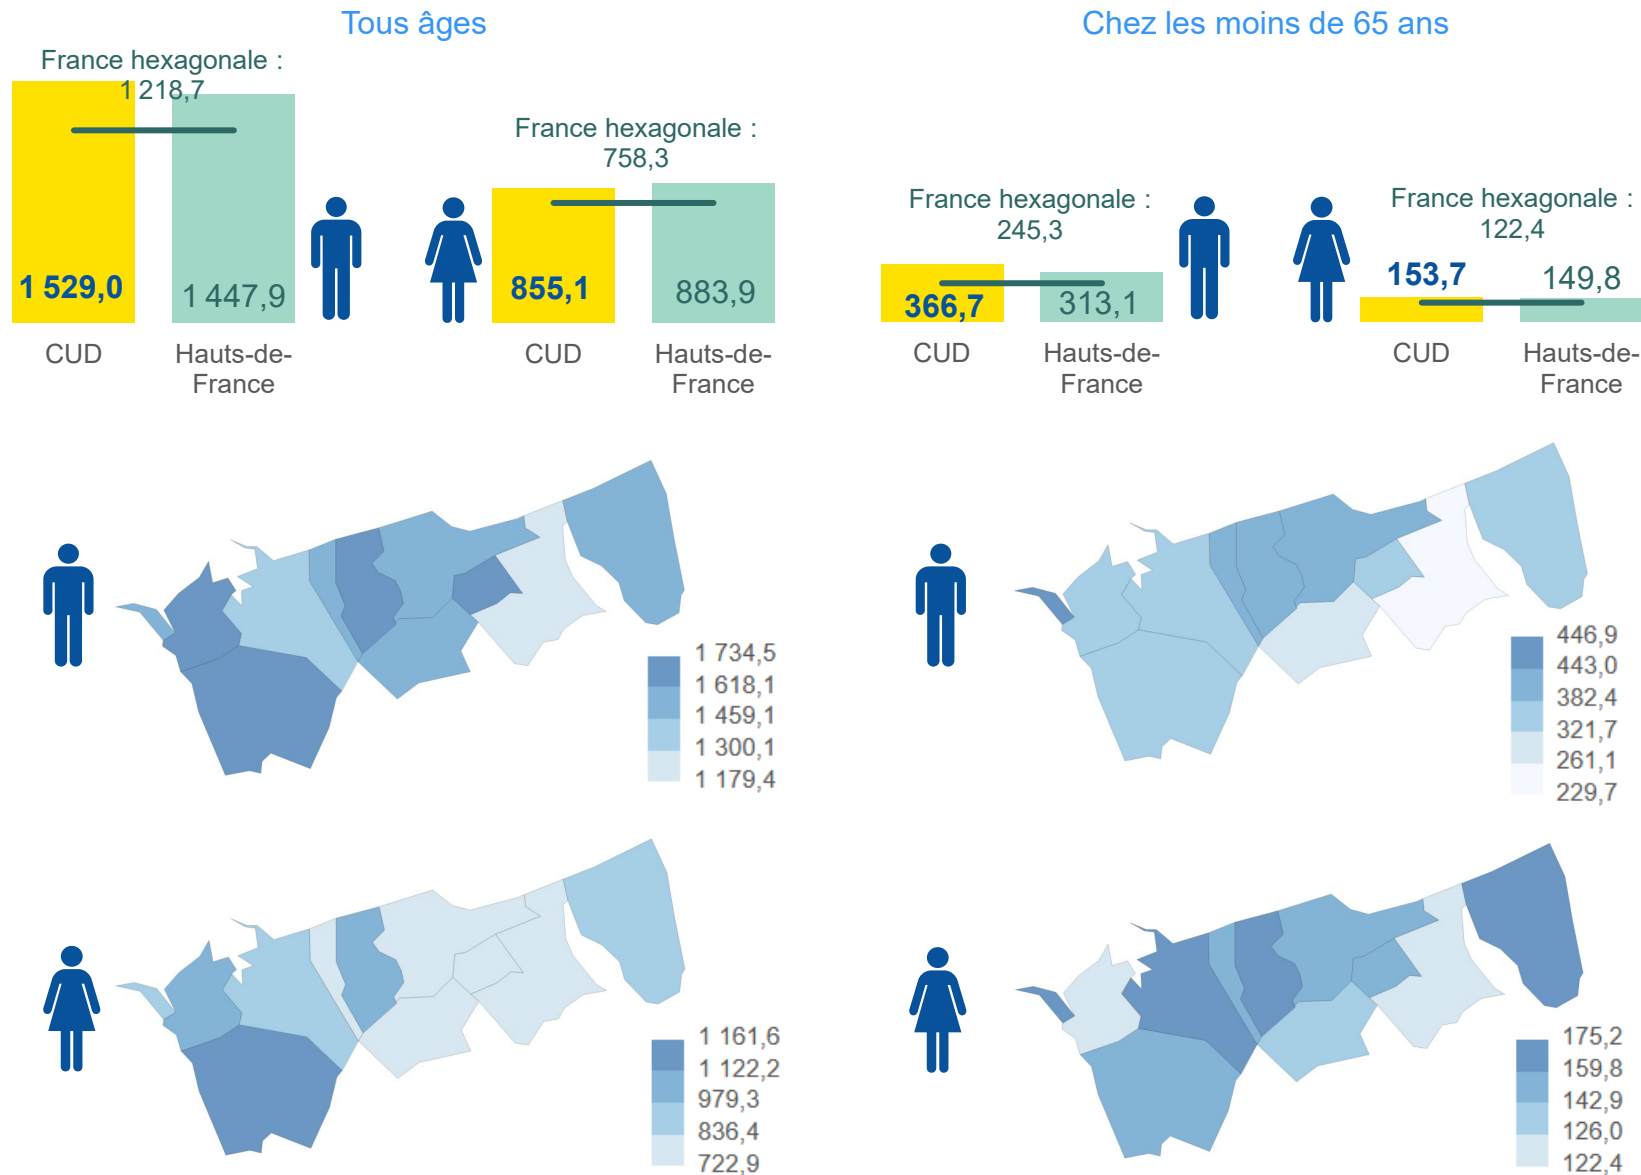 Tous âges
France hexagonale :
1 218,7
France hexagonale :
758,3
1 529,0
1 447,9
855,1
883,9
CUD
Hauts-de-
France
CUD
Hauts-de-
France
Chez les moins de 65 ans
France hexagonale :
245,3
France hexagonale :
122,4
366,7
313,1
153,7
149,8
CUD
Hauts-de-
France
CUD
Hauts-de-
France
1 734,5
1 618,1
1 459,1
1 300,1
1 179,4
446,9
443,0
382,4
321,7
261,1
229,7
1 161,6
1 122,2
979,3
836,4
722,9
175,2
159,8
142,9
126,0
122,4